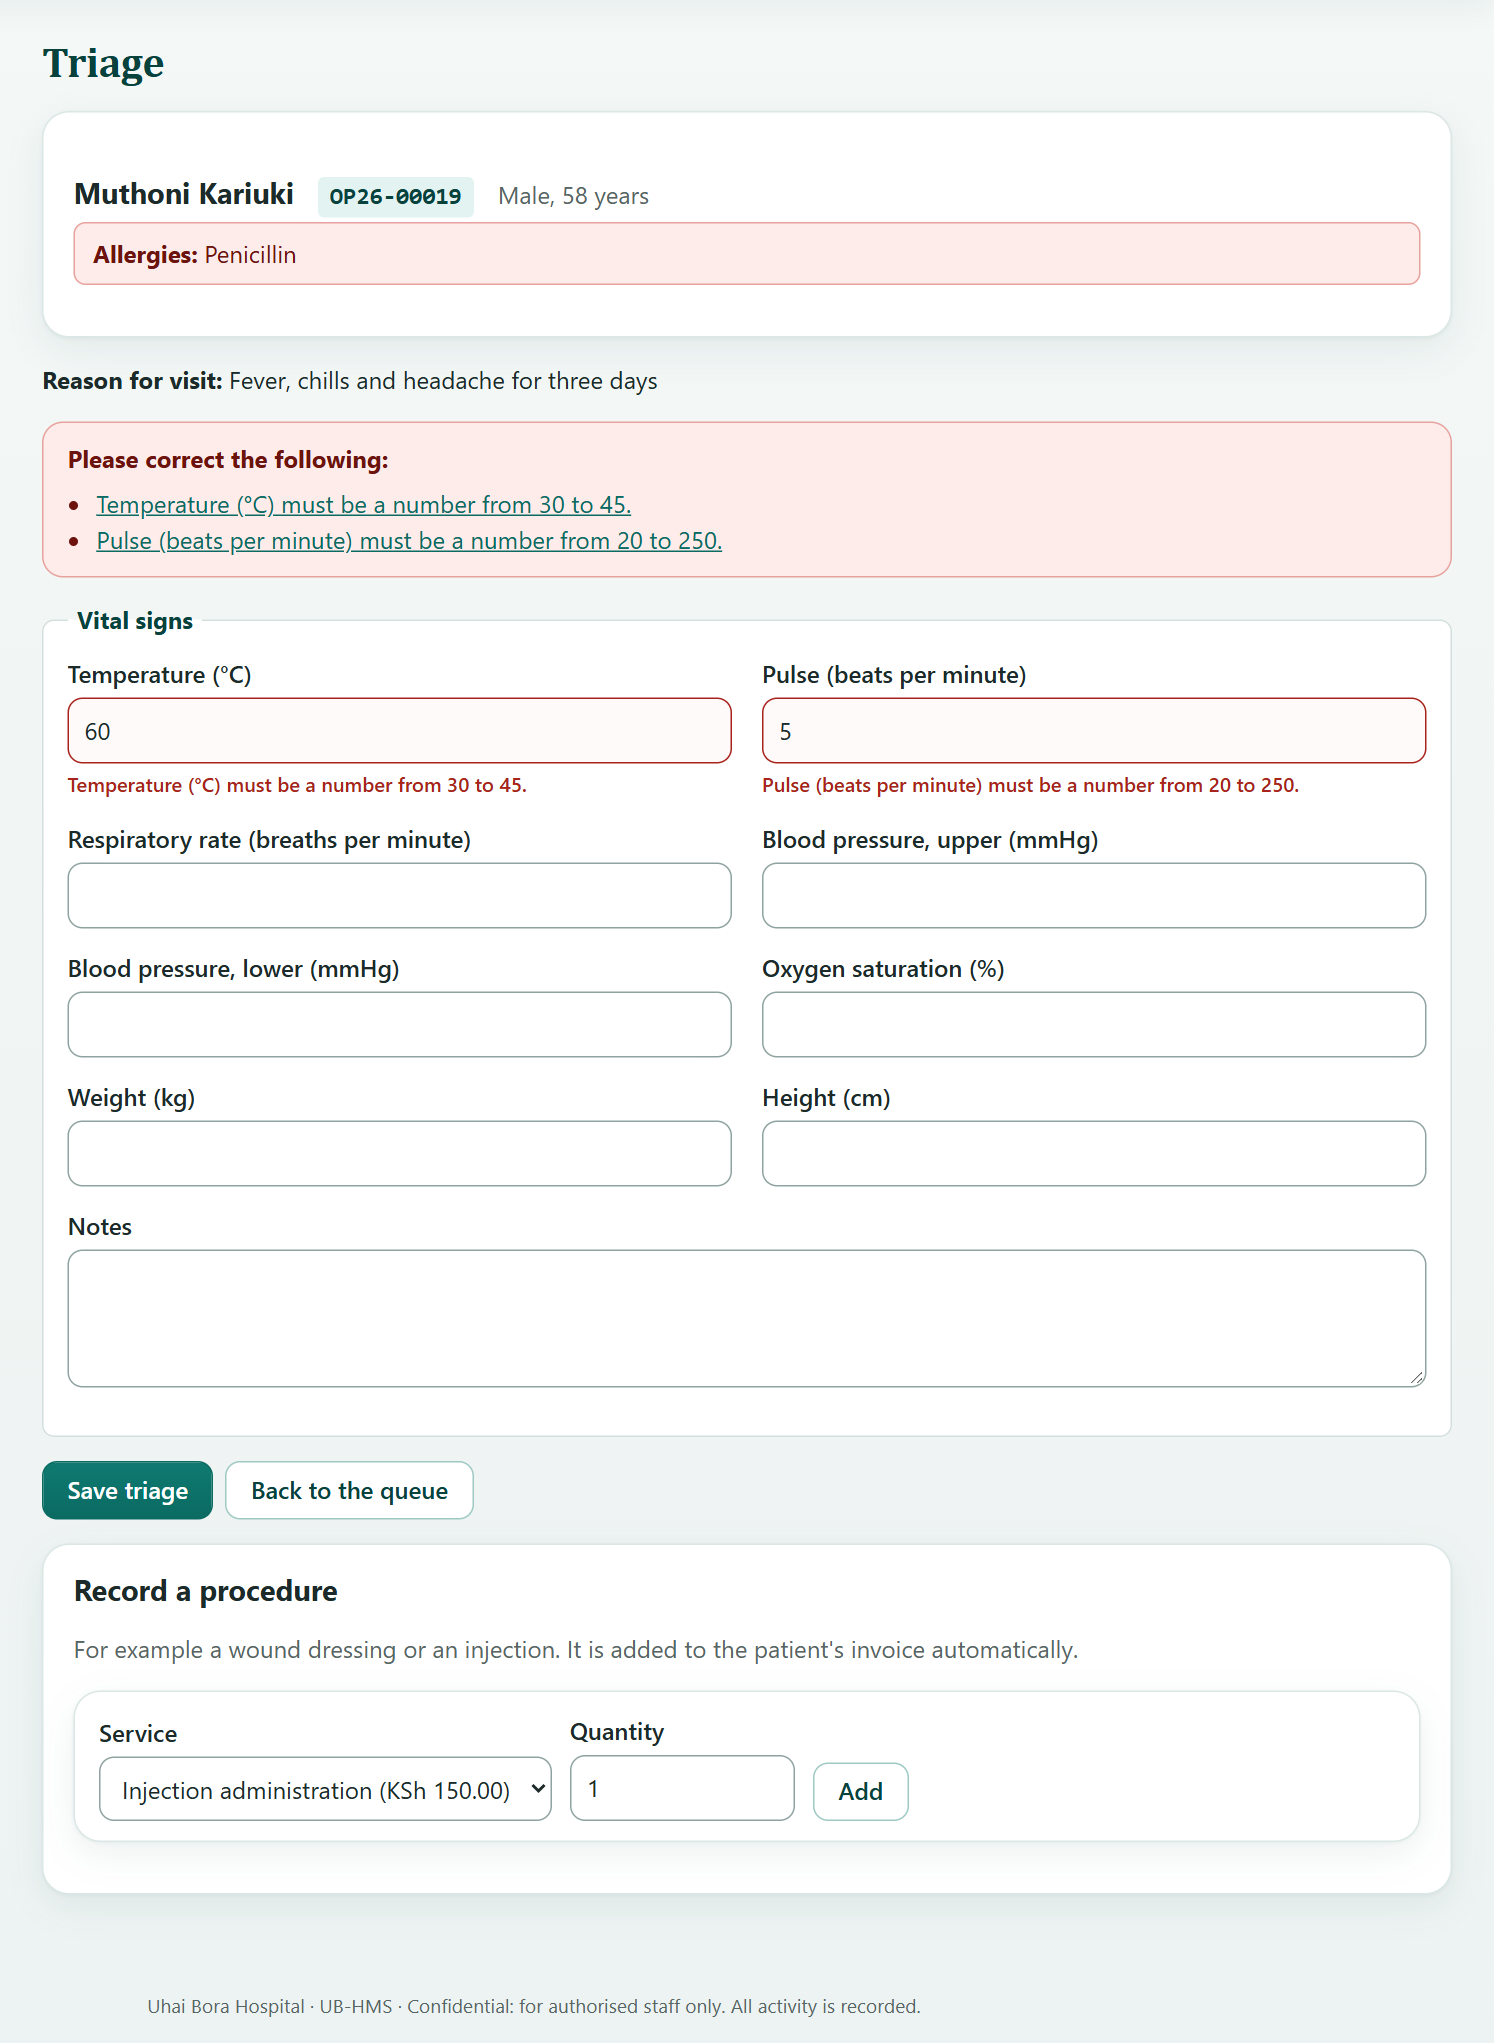 Triage
Muthoni Kariuki OP26-00019 Male, 58 years
Allergies: Penicillin
Reason for visit: Fever, chills and headache for three days
Please correct the following:
Temperature (°C) must be a number from 30 to 45.
Pulse (beats per minute) must be a number from 20 to 250.
Vital signs
Temperature (°C) Pulse (beats per minute)
60 5
Temperature (°C) must be a number from 30 to 45. Pulse (beats per minute) must be a number from 20 to 250.
Respiratory rate (breaths per minute) Blood pressure, upper (mmHg)
Blood pressure, lower (mmHg) Oxygen saturation (%)
Weight (kg) Height (cm)
Notes
Save triage Back to the queue
Record a procedure
For example a wound dressing or an injection. It is added to the patient's invoice automatically.
Service Quantity
Injection administration (KSh 150.00) 1 Add
Uhai Bora Hospital · UB-HMS · Confidential: for authorised staff only. All activity is recorded.